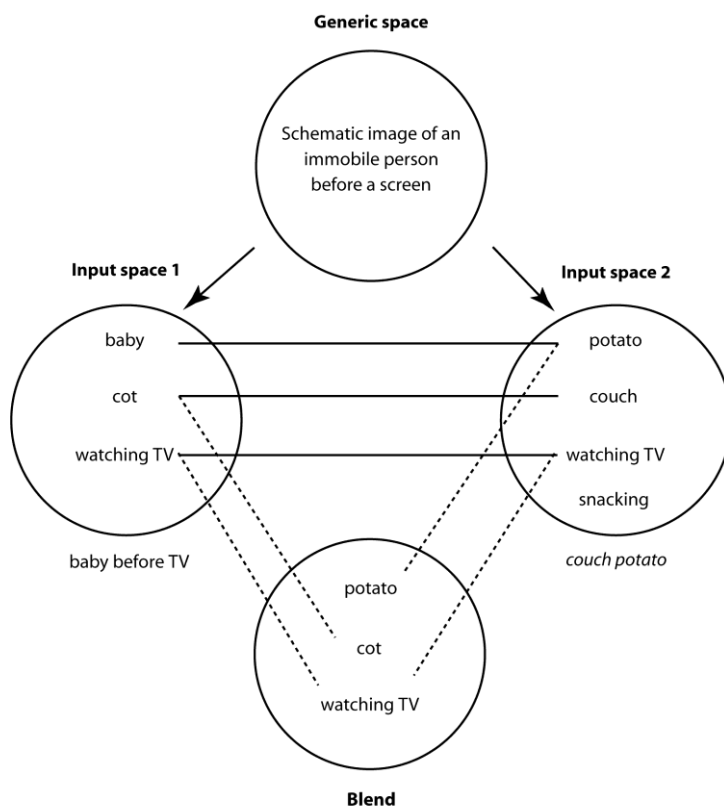 Generic space
Schematic image of an
immobile person
before a screen
Input space 1
Input space 2
baby
potato
cot
couch
watching TV
watching TV
snacking
baby before TV
couch potato
potato
cot
watching TV
Blend